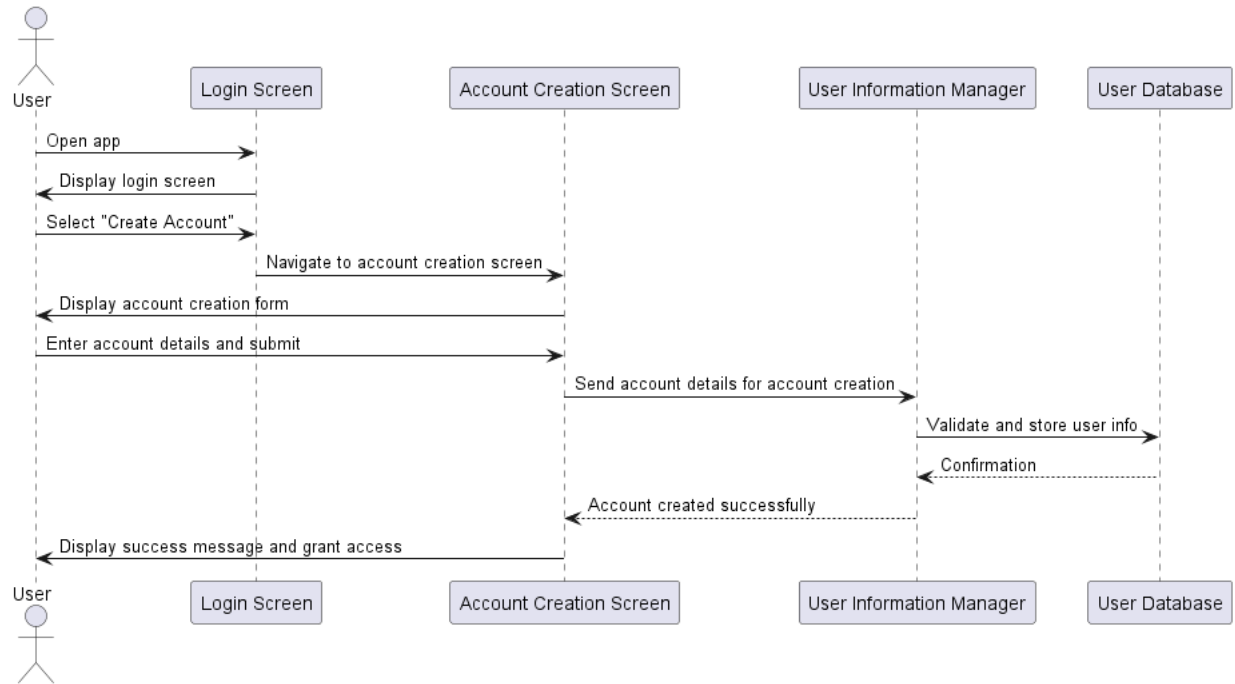 User
Login Screen
Account Creation Screen
User Information Manager
User Database
Open app
Display login screen
Select "Create Account"
Navigate to account creation screen
Display account creation form
Enter account details and submit
Send account details for account creation
Validate and store user info
Confirmation
Account created successfully
Display success message and grant access
User
Login Screen
Account Creation Screen
User Information Manager
User Database